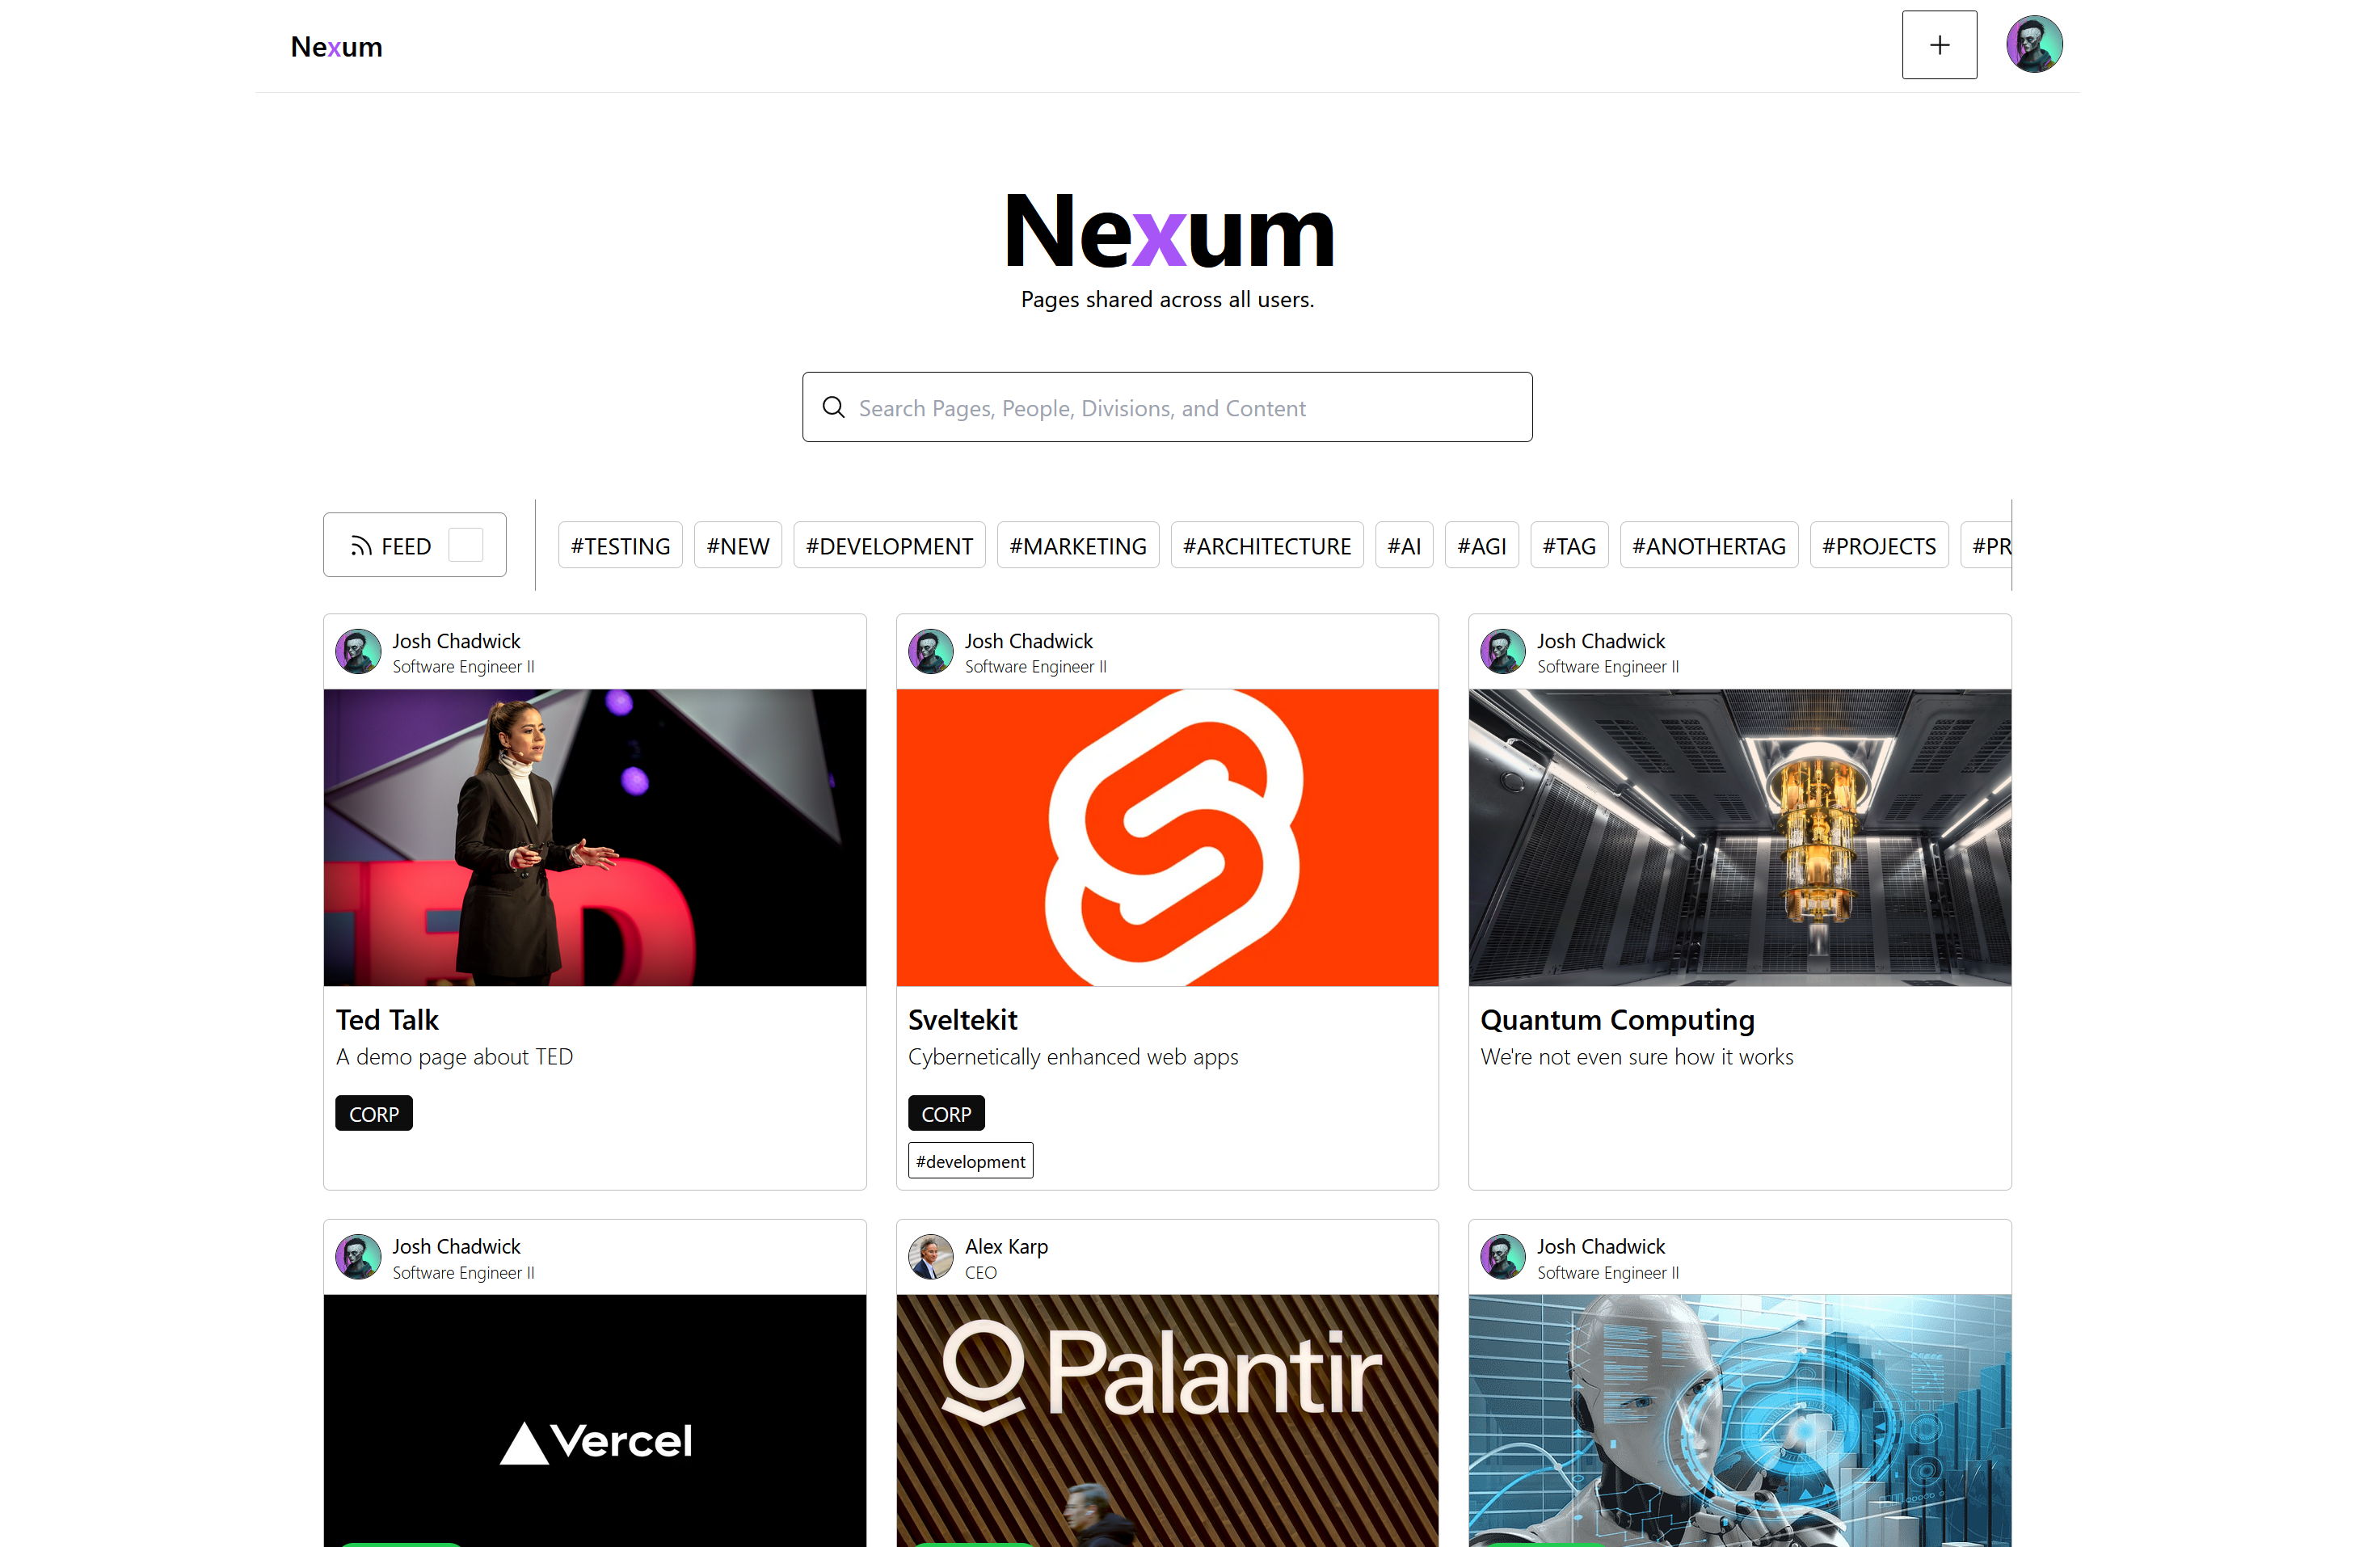 Nexum
Nexum
Pages shared across all users.
Search Pages, People, Divisions, and Content
FEED
#TESTING
#NEW
#DEVELOPMENT
#MARKETING
#ARCHITECTURE
#AI
#AGI
#TAG
#ANOTHERTAG
#PROJECTS
#PR
Josh Chadwick
Software Engineer II
TED
Ted Talk
A demo page about TED
CORP
Josh Chadwick
Software Engineer II
Sveltekit
Cybernetically enhanced web apps
CORP
#development
Josh Chadwick
Software Engineer II
Quantum Computing
We're not even sure how it works
Josh Chadwick
Software Engineer II
Vercel
Alex Karp
CEO
Palantir
Josh Chadwick
Software Engineer II